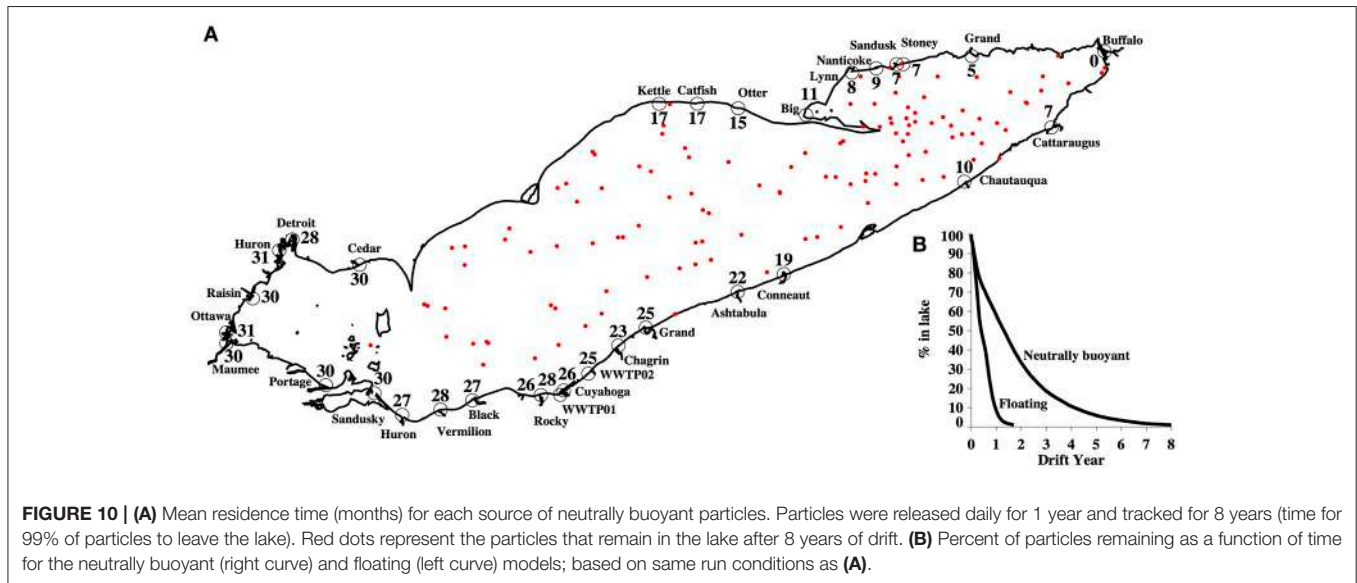 A
Sandusk
Stoney
Grand
Buffalo
Nanticoke
Lynn
7
7
5
0
9
8
11
Big
Kettle
Catfish
Otter
17
17
15
7
Cattaraugus
10
Chautauqua
Detroit
28
Huron
31
Cedar
30
Raisin
30
Ottawa
31
30
Maumee
Portage
30
30
Sandusky
27
Huron
28
Vermilion
27
Black
26
28
Rocky
26
Cuyahoga
WWTP01
25
WWTP02
23
Chagrin
25
Grand
22
Ashtabula
19
Conneaut
B
100
90
80
70
60
50
40
30
20
10
0
% in lake
Neutrally buoyant
Floating
0 1 2 3 4 5 6 7 8
Drift Year
FIGURE 10 | (A) Mean residence time (months) for each source of neutrally buoyant particles. Particles were released daily for 1 year and tracked for 8 years (time for
99% of particles to leave the lake). Red dots represent the particles that remain in the lake after 8 years of drift. (B) Percent of particles remaining as a function of time
for the neutrally buoyant (right curve) and floating (left curve) models; based on same run conditions as (A).